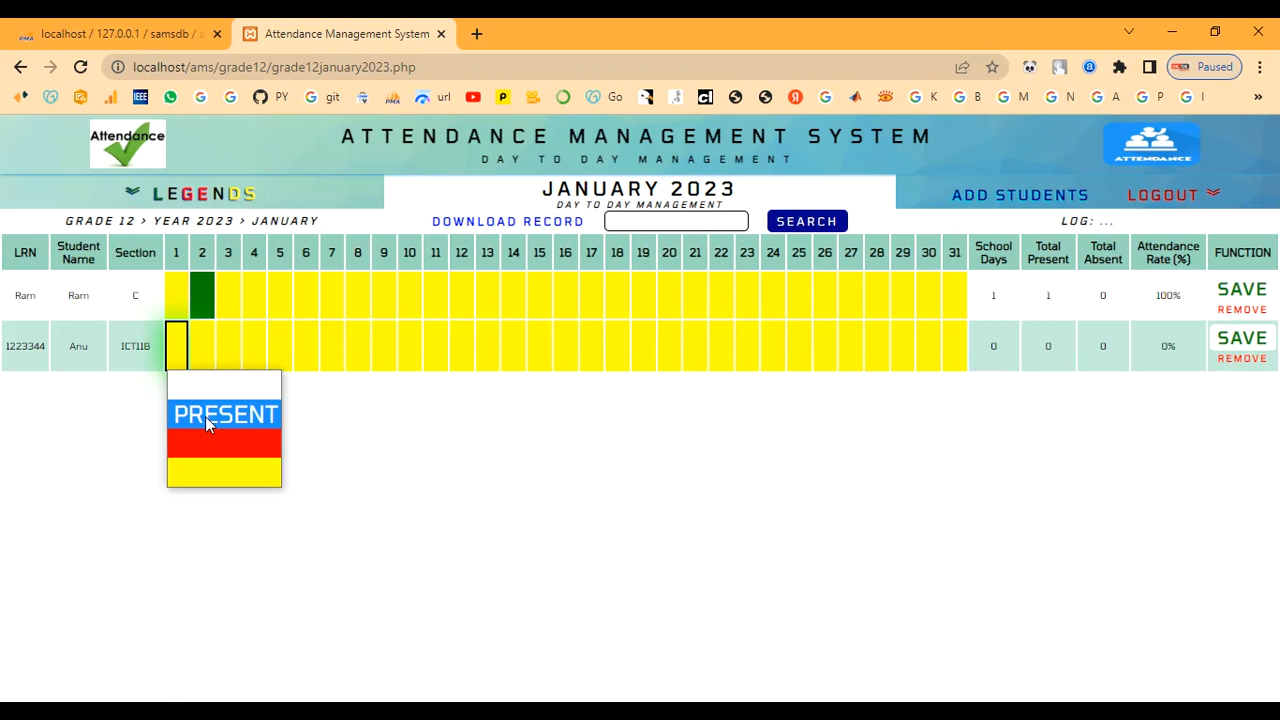 localhost / 127.0.0.1 / samsdb / a
Attendance Management System
localhost/ams/grade12/grade12january2023.php
Paused
IEEE
G
G
PY
G git
PMA
url
P
Go
G
G K
G B
G M
G N
G A
G P
G I
»
Attendance
ATTENDANCE MANAGEMENT SYSTEM
DAY TO DAY MANAGEMENT
ATTENDANCE
LEGENDS
JANUARY 2023
DAY TO DAY MANAGEMENT
ADD STUDENTS
LOGOUT
GRADE 12 > YEAR 2023 > JANUARY
DOWNLOAD RECORD
SEARCH
LOG: ...
LRN Student Name Section 1 2 3 4 5 6 7 8 9 10 11 12 13 14 15 16 17 18 19 20 21 22 23 24 25 26 27 28 29 30 31 School Days Total Present Total Absent Attendance Rate (%) FUNCTION
Ram Ram C 1 1 0 100% SAVE
REMOVE
1223344 Anu ICT11B 0 0 0 0% SAVE
REMOVE
PRESENT